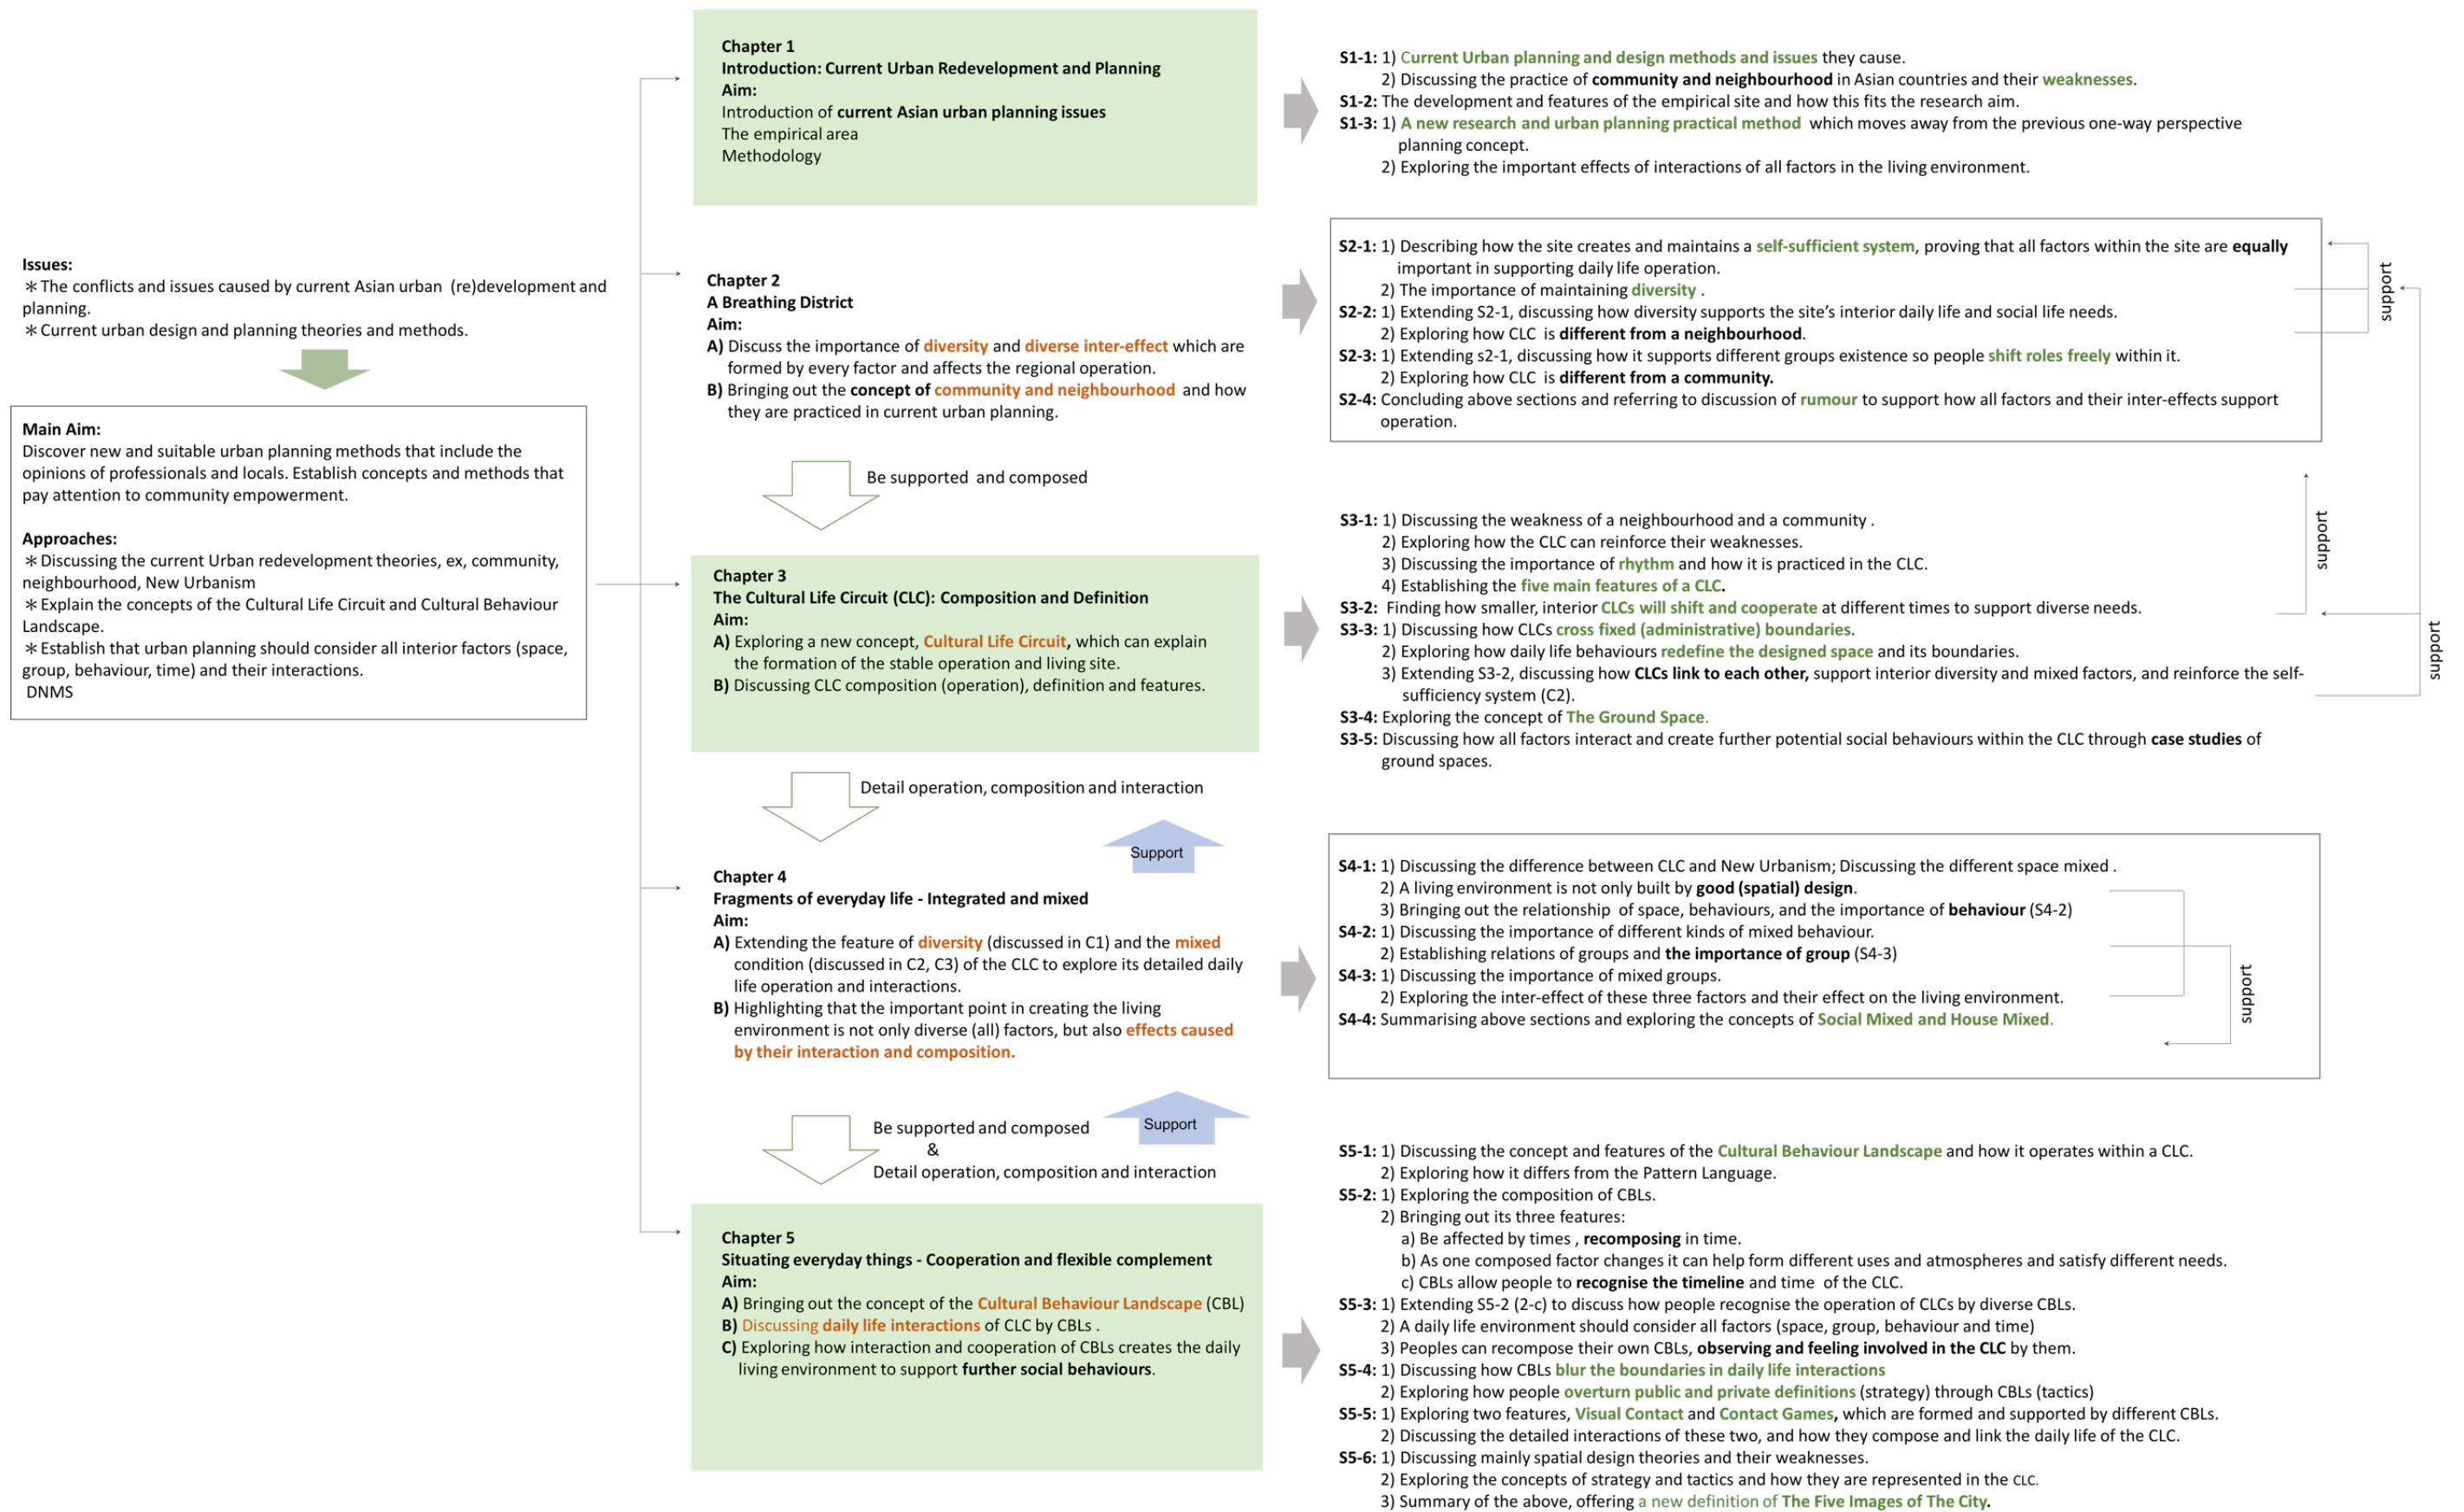 Issues:
＊The conflicts and issues caused by current Asian urban (re)development and
planning.
＊Current urban design and planning theories and methods.
Main Aim:
Discover new and suitable urban planning methods that include the
opinions of professionals and locals. Establish concepts and methods that
pay attention to community empowerment.
Approaches:
＊Discussing the current Urban redevelopment theories, ex, community,
neighbourhood, New Urbanism
＊Explain the concepts of the Cultural Life Circuit and Cultural Behaviour
Landscape.
＊Establish that urban planning should consider all interior factors (space,
group, behaviour, time) and their interactions.
DNMS
Chapter 1
Introduction: Current Urban Redevelopment and Planning
Aim:
Introduction of current Asian urban planning issues
The empirical area
Methodology
S1-1: 1) Current Urban planning and design methods and issues they cause.
2) Discussing the practice of community and neighbourhood in Asian countries and their weaknesses.
S1-2: The development and features of the empirical site and how this fits the research aim.
S1-3: 1) A new research and urban planning practical method which moves away from the previous one-way perspective
planning concept.
2) Exploring the important effects of interactions of all factors in the living environment.
Chapter 2
A Breathing District
Aim:
A) Discuss the importance of diversity and diverse inter-effect which are
formed by every factor and affects the regional operation.
B) Bringing out the concept of community and neighbourhood and how
they are practiced in current urban planning.
S2-1: 1) Describing how the site creates and maintains a self-sufficient system, proving that all factors within the site are equally
important in supporting daily life operation.
2) The importance of maintaining diversity .
S2-2: 1) Extending S2-1, discussing how diversity supports the site's interior daily life and social life needs.
2) Exploring how CLC is different from a neighbourhood.
S2-3: 1) Extending s2-1, discussing how it supports different groups existence so people shift roles freely within it.
2) Exploring how CLC is different from a community.
S2-4: Concluding above sections and referring to discussion of rumour to support how all factors and their inter-effects support
operation.
support
Be supported and composed
Chapter 3
The Cultural Life Circuit (CLC): Composition and Definition
Aim:
A) Exploring a new concept, Cultural Life Circuit, which can explain
the formation of the stable operation and living site.
B) Discussing CLC composition (operation), definition and features.
S3-1: 1) Discussing the weakness of a neighbourhood and a community .
2) Exploring how the CLC can reinforce their weaknesses.
3) Discussing the importance of rhythm and how it is practiced in the CLC.
4) Establishing the five main features of a CLC.
S3-2 Finding how smaller, interior CLCs will shift and cooperate at different times to support diverse needs.
S3-3: 1) Discussing how CLCs cross fixed (administrative) boundaries.
2) Exploring how daily life behaviours redefine the designed space and its boundaries.
3) Extending S3-2, discussing how CLCs link to each other, support interior diversity and mixed factors, and reinforce the self-
sufficiency system (C2).
S3-4: Exploring the concept of The Ground Space.
S3-5: Discussing how all factors interact and create further potential social behaviours within the CLC through case studies of
ground spaces.
support
support
Detail operation, composition and interaction
Support
Chapter 4
Fragments of everyday life - Integrated and mixed
Aim:
A) Extending the feature of diversity (discussed in C1) and the mixed
condition (discussed in C2, C3) of the CLC to explore its detailed daily
life operation and interactions.
B) Highlighting that the important point in creating the living
environment is not only diverse (all) factors, but also effects caused
by their interaction and composition.
S4-1: 1) Discussing the difference between CLC and New Urbanism; Discussing the different space mixed .
2) A living environment is not only built by good (spatial) design.
3) Bringing out the relationship of space, behaviours, and the importance of behaviour (S4-2)
S4-2: 1) Discussing the importance of different kinds of mixed behaviour.
2) Establishing relations of groups and the importance of group (S4-3)
S4-3: 1) Discussing the importance of mixed groups.
2) Exploring the inter-effect of these three factors and their effect on the living environment.
S4-4: Summarising above sections and exploring the concepts of Social Mixed and House Mixed.
support
Be supported and composed
&
Detail operation, composition and interaction
Support
Chapter 5
Situating everyday things - Cooperation and flexible complement
Aim:
A) Bringing out the concept of the Cultural Behaviour Landscape (CBL)
B) Discussing daily life interactions of CLC by CBLs .
C) Exploring how interaction and cooperation of CBLs creates the daily
living environment to support further social behaviours.
S5-1: 1) Discussing the concept and features of the Cultural Behaviour Landscape and how it operates within a CLC.
2) Exploring how it differs from the Pattern Language.
S5-2: 1) Exploring the composition of CBLs.
2) Bringing out its three features:
a) Be affected by times , recomposing in time.
b) As one composed factor changes it can help form different uses and atmospheres and satisfy different needs.
c) CBLs allow people to recognise the timeline and time of the CLC.
S5-3: 1) Extending S5-2 (2-c) to discuss how people recognise the operation of CLCs by diverse CBLs.
2) A daily life environment should consider all factors (space, group, behaviour and time)
3) Peoples can recompose their own CBLs, observing and feeling involved in the CLC by them.
S5-4: 1) Discussing how CBLs blur the boundaries in daily life interactions
2) Exploring how people overturn public and private definitions (strategy) through CBLs (tactics)
S5-5: 1) Exploring two features, Visual Contact and Contact Games, which are formed and supported by different CBLs.
2) Discussing the detailed interactions of these two, and how they compose and link the daily life of the CLC.
S5-6: 1) Discussing mainly spatial design theories and their weaknesses.
2) Exploring the concepts of strategy and tactics and how they are represented in the CLC.
3) Summary of the above, offering a new definition of The Five Images of The City.